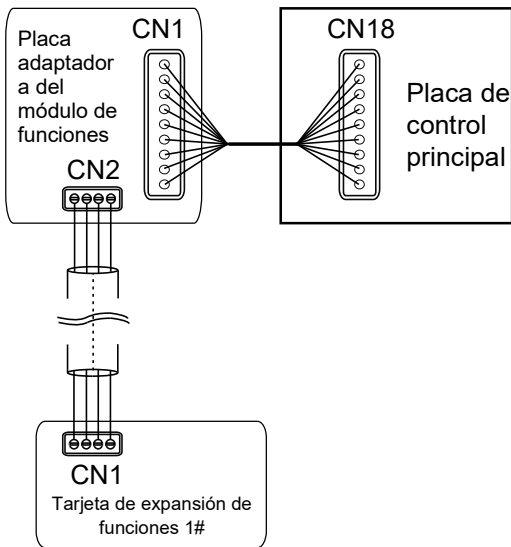 Placa
adaptador
a del
módulo de
funciones
CN1
CN2
CN18
Placa de
control
principal
CN1
Tarjeta de expansión de
funciones 1#